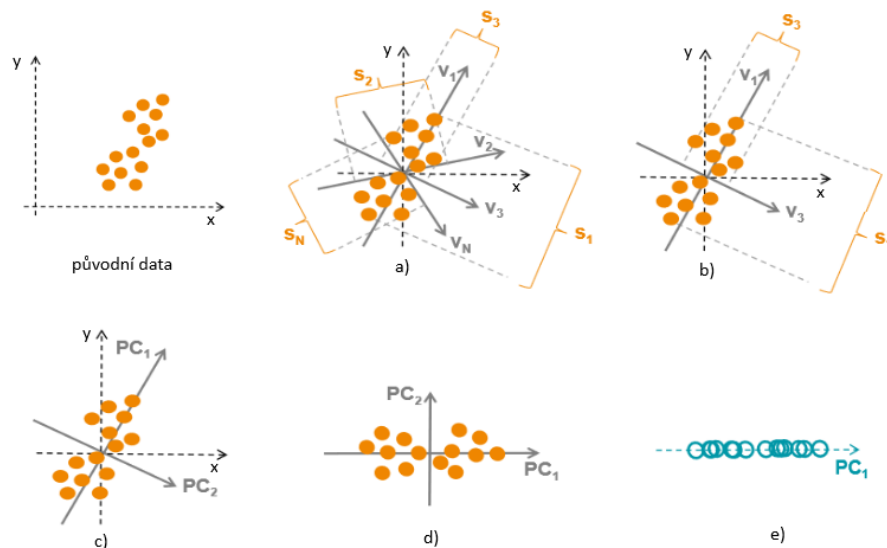 y
x
původní data
y
x
s₃
s₂
v₁
v₂
v₃
vN
sN
s₁
a)
y
x
s₃
v₁
v₃
b)
y
x
PC₁
PC₂
c)
PC₂
PC₁
d)
PC₁
e)